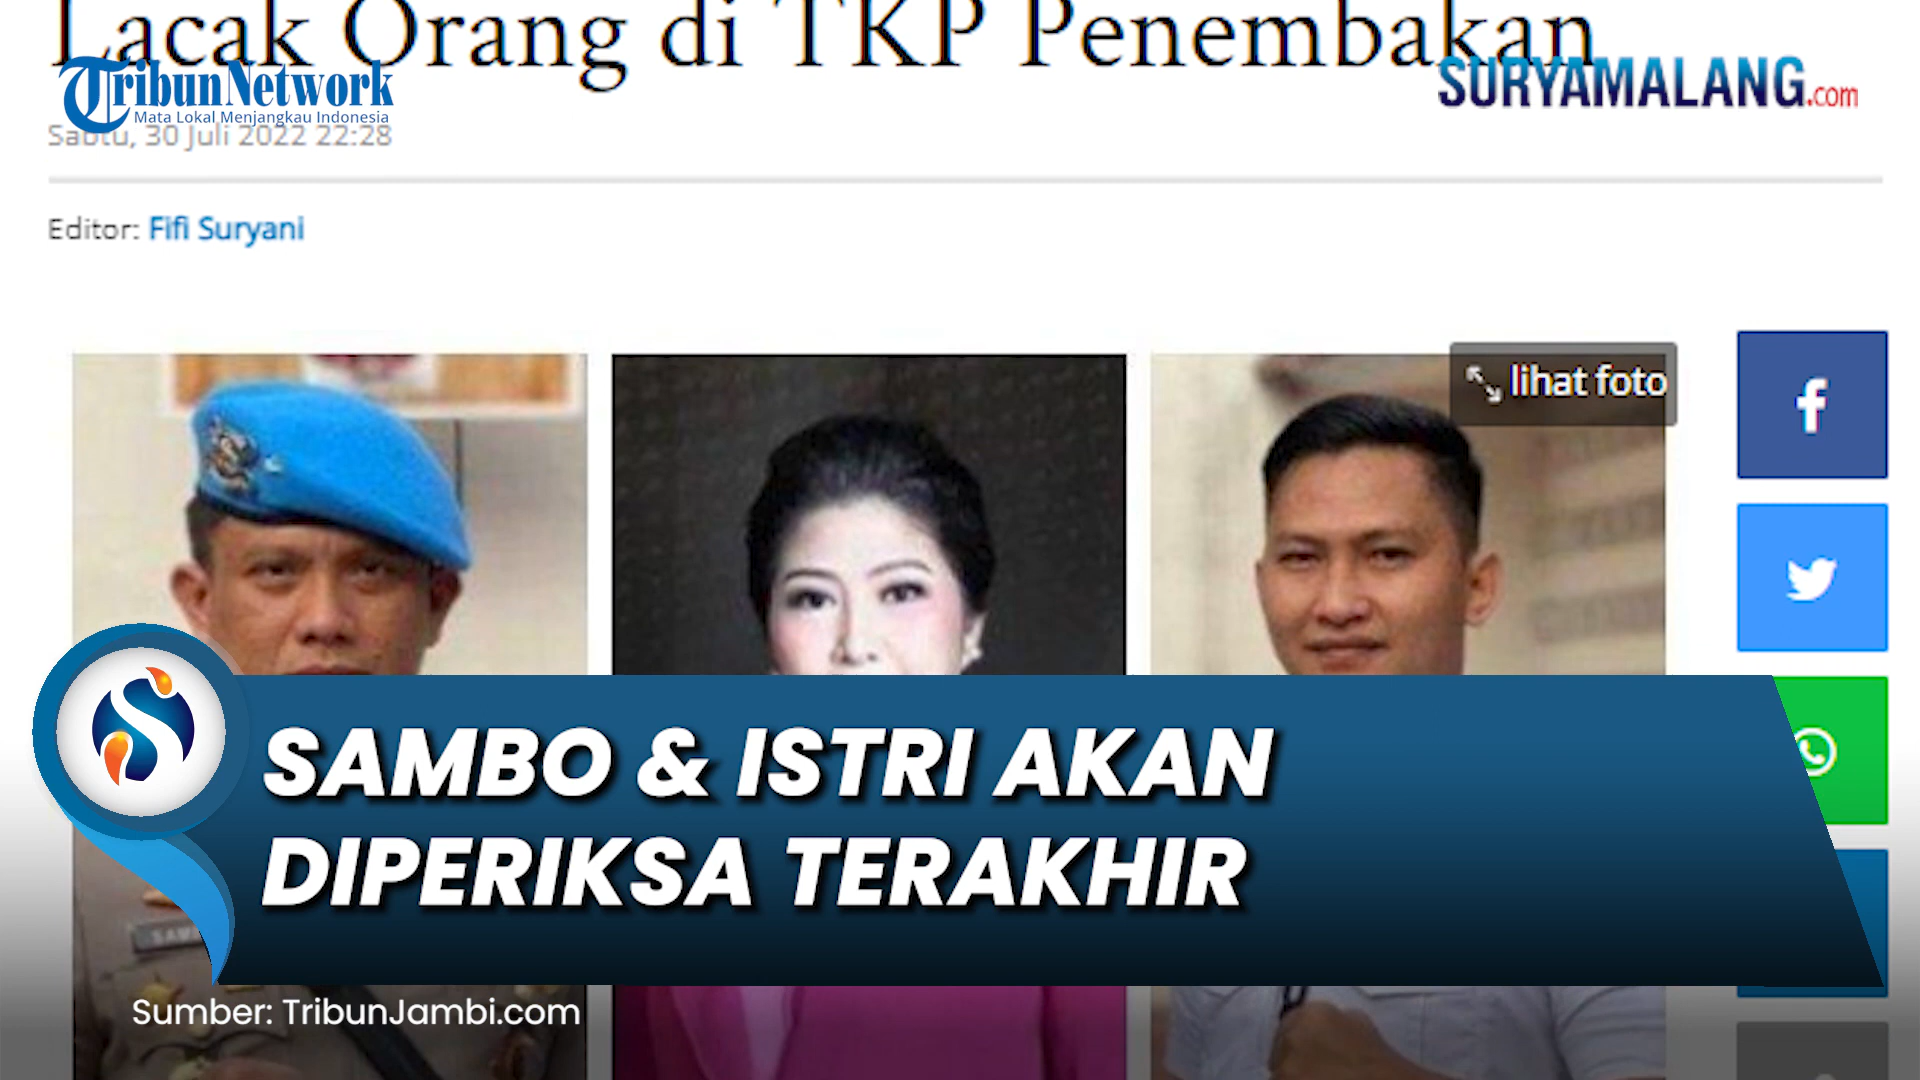 Lacak Orang di TKP Penembakan
TribunNetwork
Mata Lokal Menjangkau Indonesia
SURYAMALANG.com
Sabtu, 30 Juli 2022 22:28
Editor: Fifi Suryani
lihat foto
SAMBO & ISTRI AKAN
DIPERIKSA TERAKHIR
Sumber: TribunJambi.com